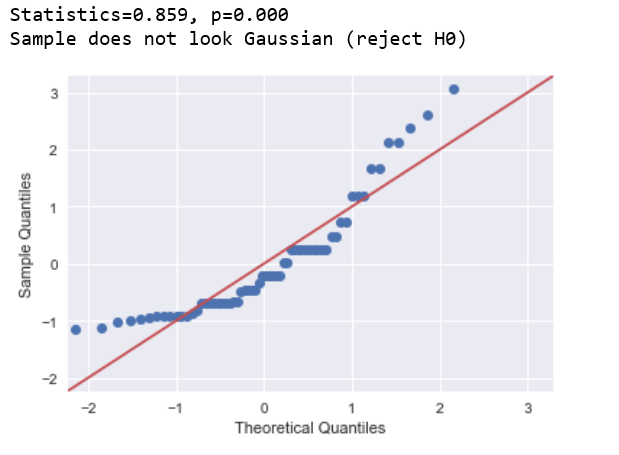 Statistics=0.859, p=0.000
Sample does not look Gaussian (reject H0)
3
2
1
0
−1
−2
Sample Quantiles
−2 −1 0 1 2 3
Theoretical Quantiles